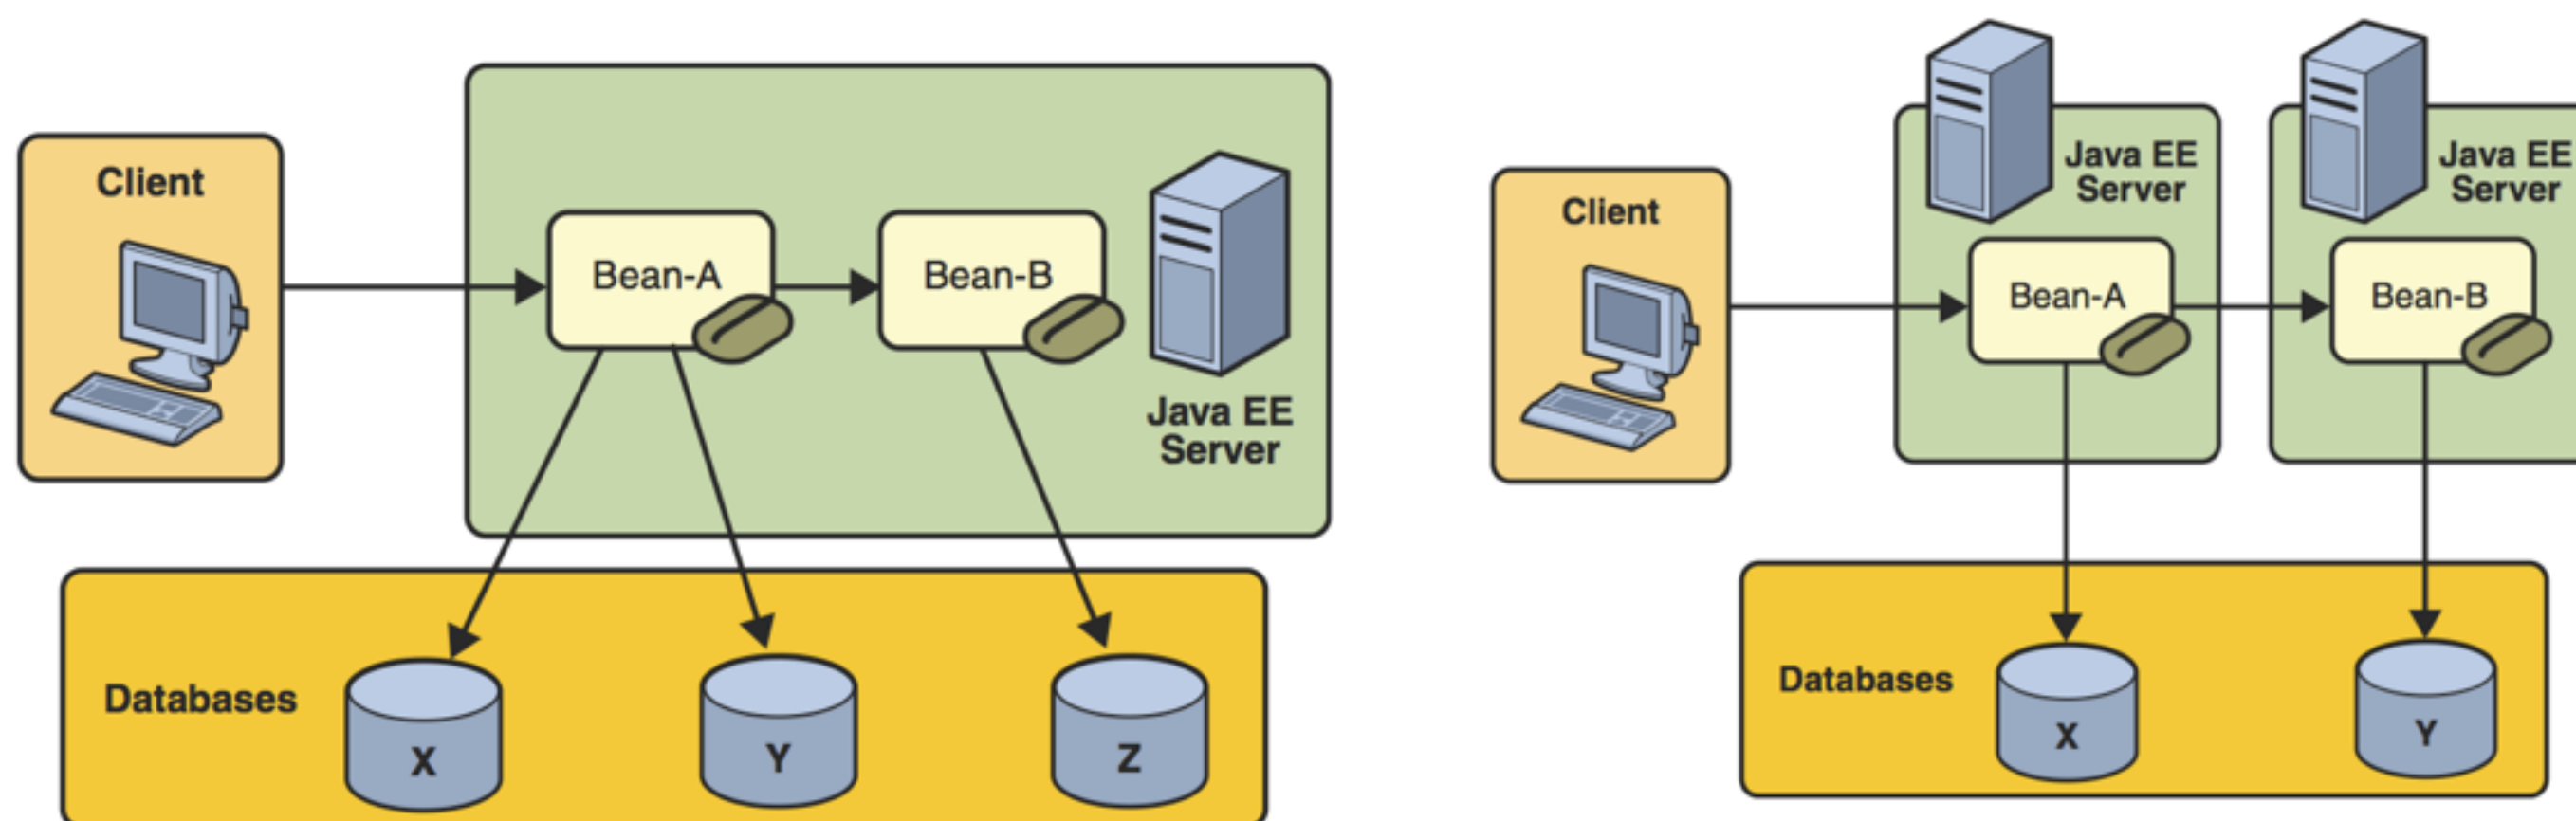 Client
Bean-A
Bean-B
Java EE
Server
Databases
X
Y
Z
Client
Java EE
Server
Bean-A
Java EE
Server
Bean-B
Databases
X
Y